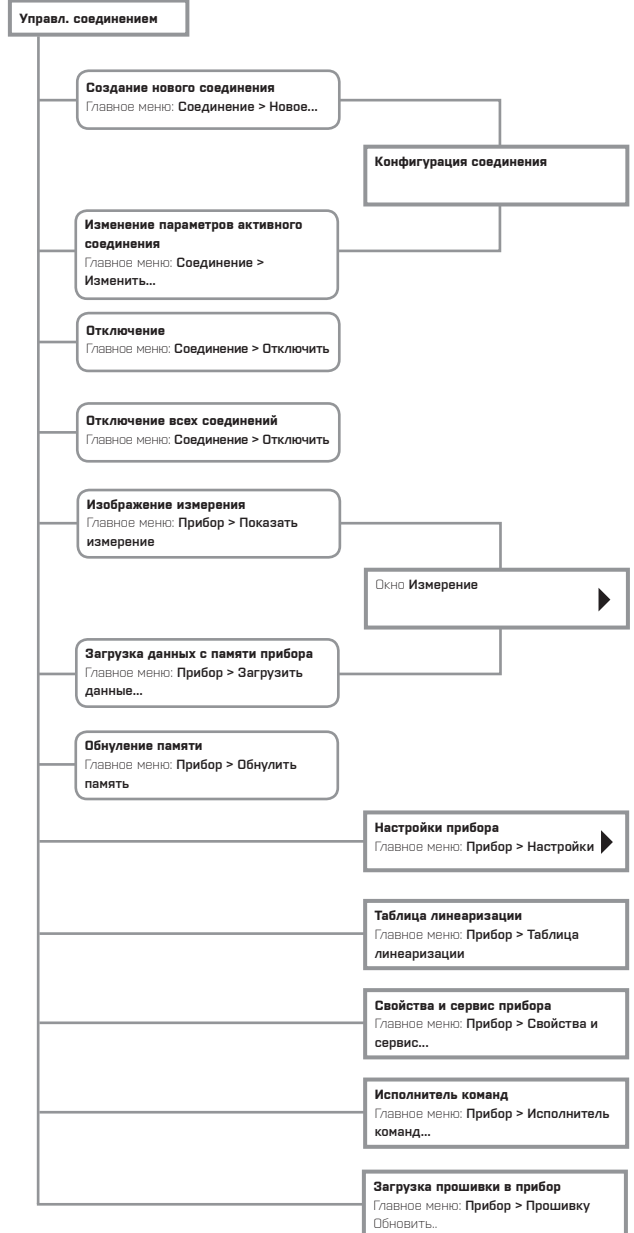 Управл. соединением
Создание нового соединения
Главное меню: Соединение > Новое...
Конфигурация соединения
Изменение параметров активного
соединения
Главное меню: Соединение >
Изменить...
Отключение
Главное меню: Соединение > Отключить
Отключение всех соединений
Главное меню: Соединение > Отключить
Изображение измерения
Главное меню: Прибор > Показать
измерение
Окно Измерение
Загрузка данных с памяти прибора
Главное меню: Прибор > Загрузить
данные...
Обнуление памяти
Главное меню: Прибор > Обнулить
память
Настройки прибора
Главное меню: Прибор > Настройки
Таблица линеаризации
Главное меню: Прибор > Таблица
линеаризации
Свойства и сервис прибора
Главное меню: Прибор > Свойства и
сервис...
Исполнитель команд
Главное меню: Прибор > Исполнитель
команд...
Загрузка прошивки в прибор
Главное меню: Прибор > Прошивку
Обновить..